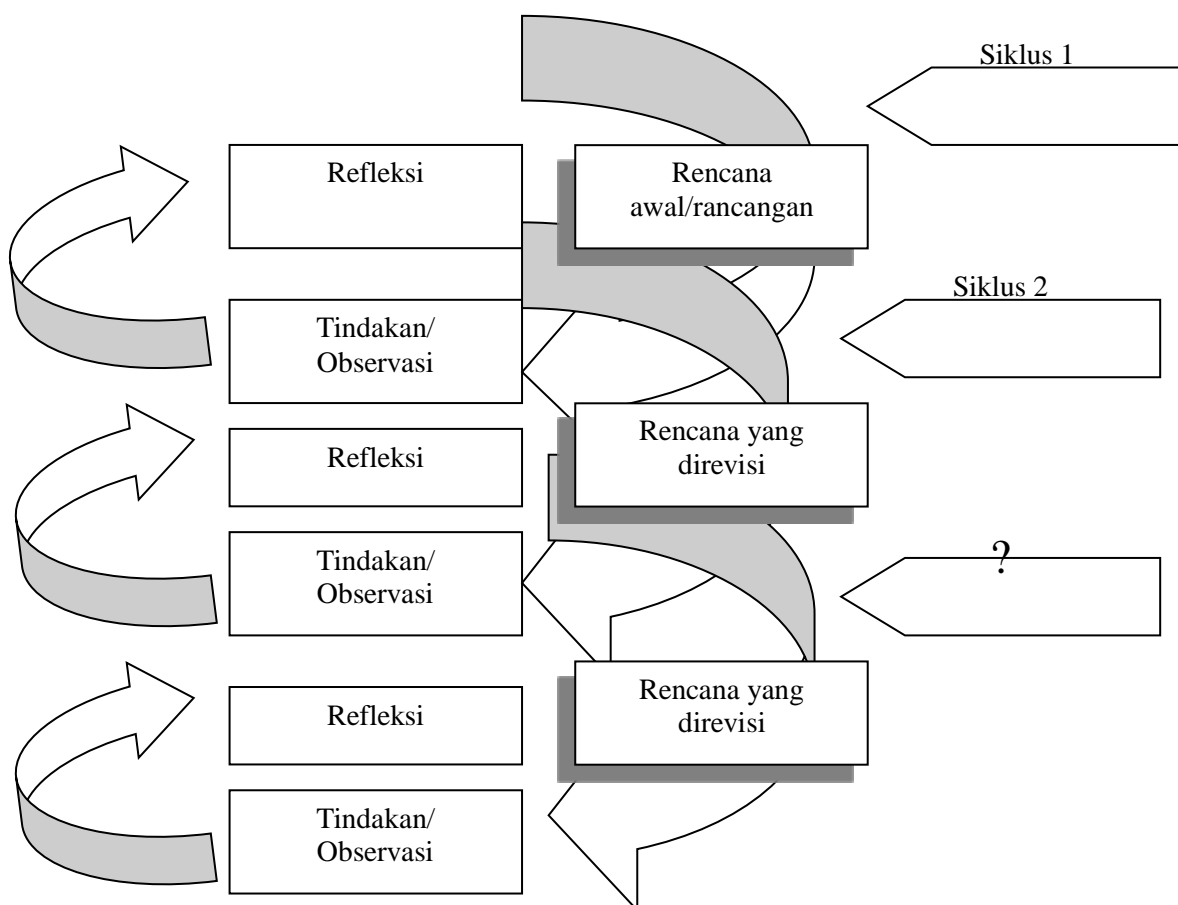 Siklus 1
Refleksi
Rencana
awal/rancangan
Siklus 2
Tindakan/
Observasi
Rencana yang
direvisi
Refleksi
Tindakan/
Observasi
?
Rencana yang
direvisi
Refleksi
Tindakan/
Observasi